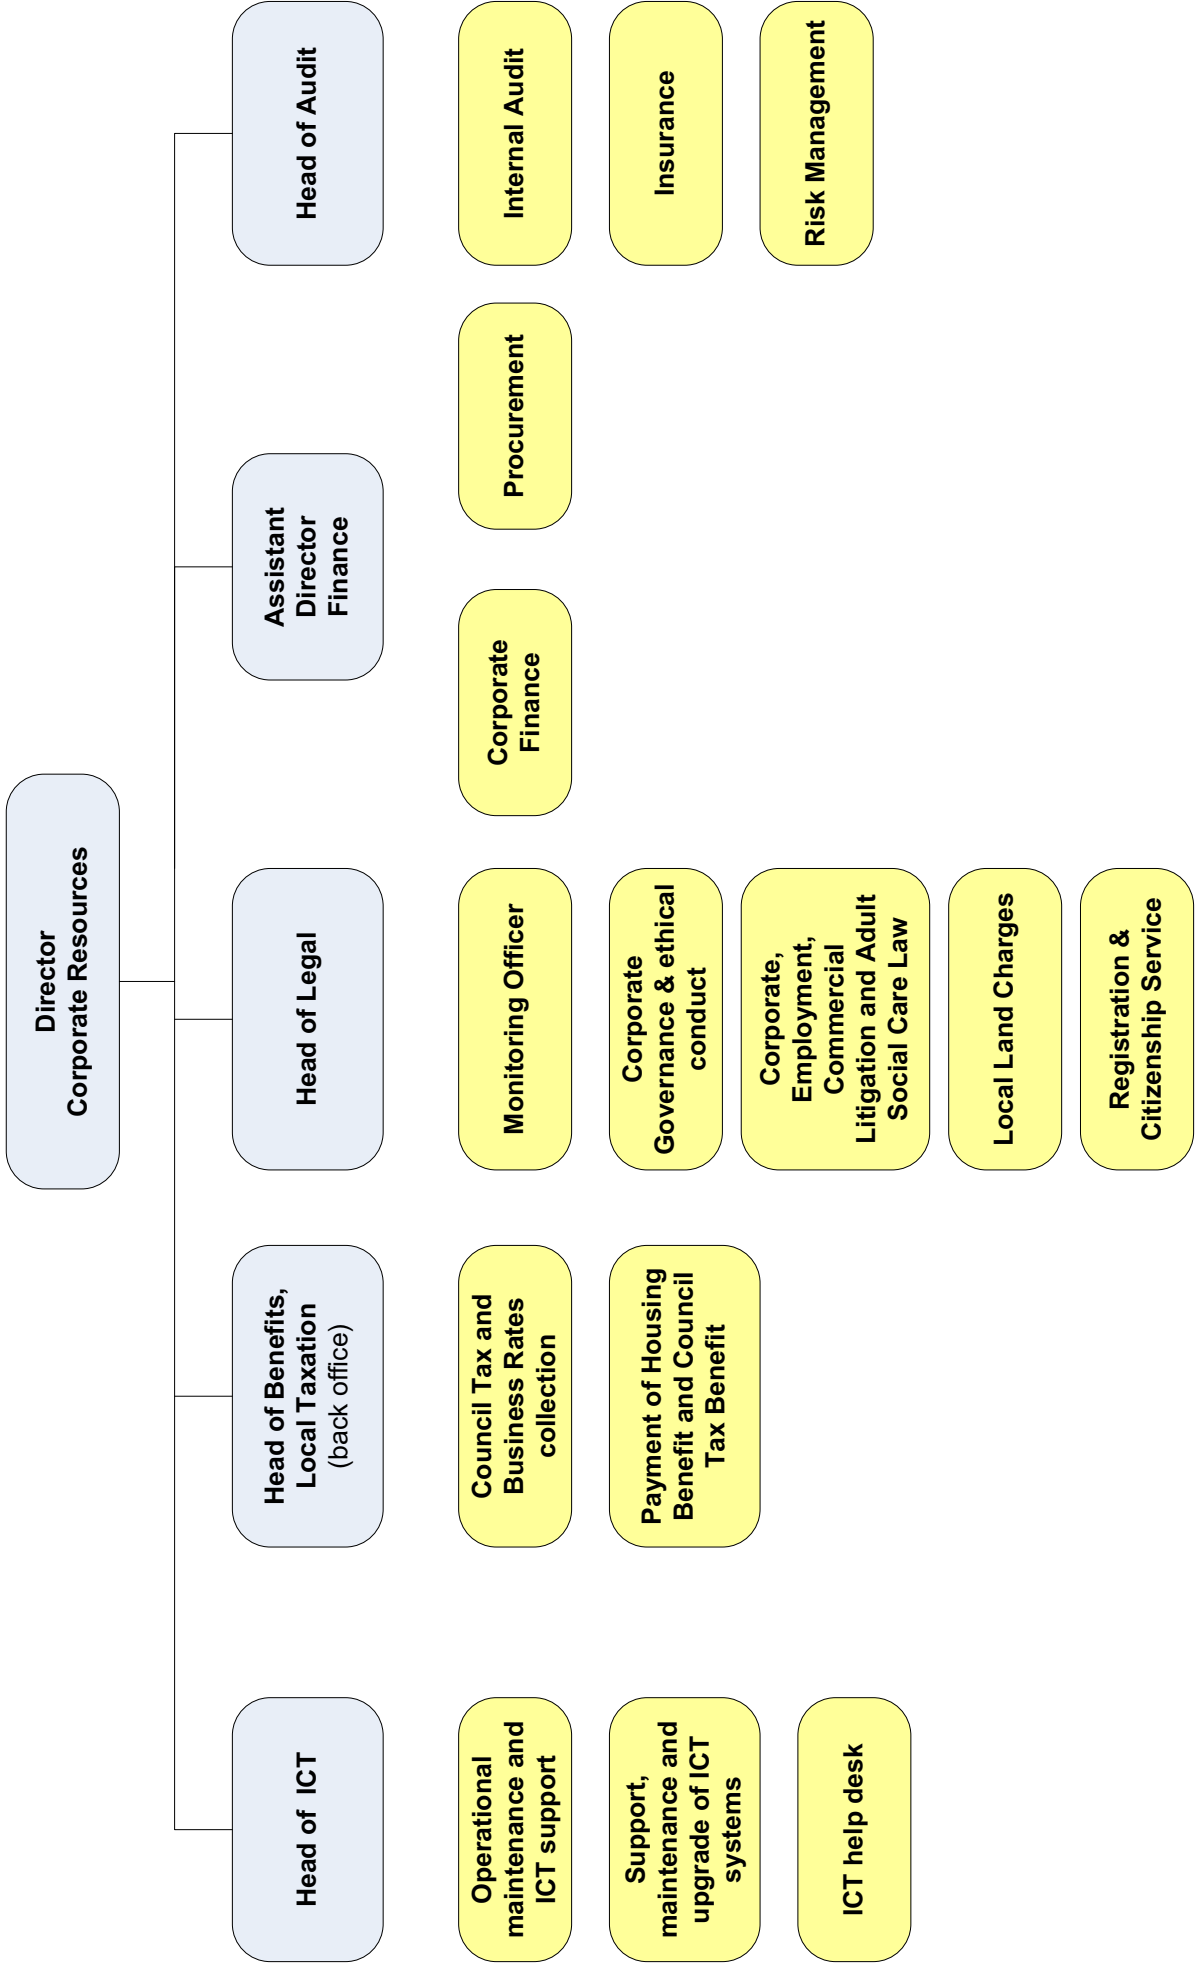 Director
Corporate Resources
Head of  ICT
Head of Benefits,
Local Taxation
(back office)
Head of Legal
Assistant
Director
Finance
Head of Audit
Operational
maintenance and
ICT support
Support,
maintenance and
upgrade of ICT
systems
ICT help desk
Council Tax and
Business Rates
collection
Payment of Housing
Benefit and Council
Tax Benefit
Monitoring Officer
Corporate
Governance & ethical
conduct
Corporate,
Employment,
Commercial
Litigation and Adult
Social Care Law
Local Land Charges
Registration &
Citizenship Service
Corporate
Finance
Procurement
Internal Audit
Insurance
Risk Management